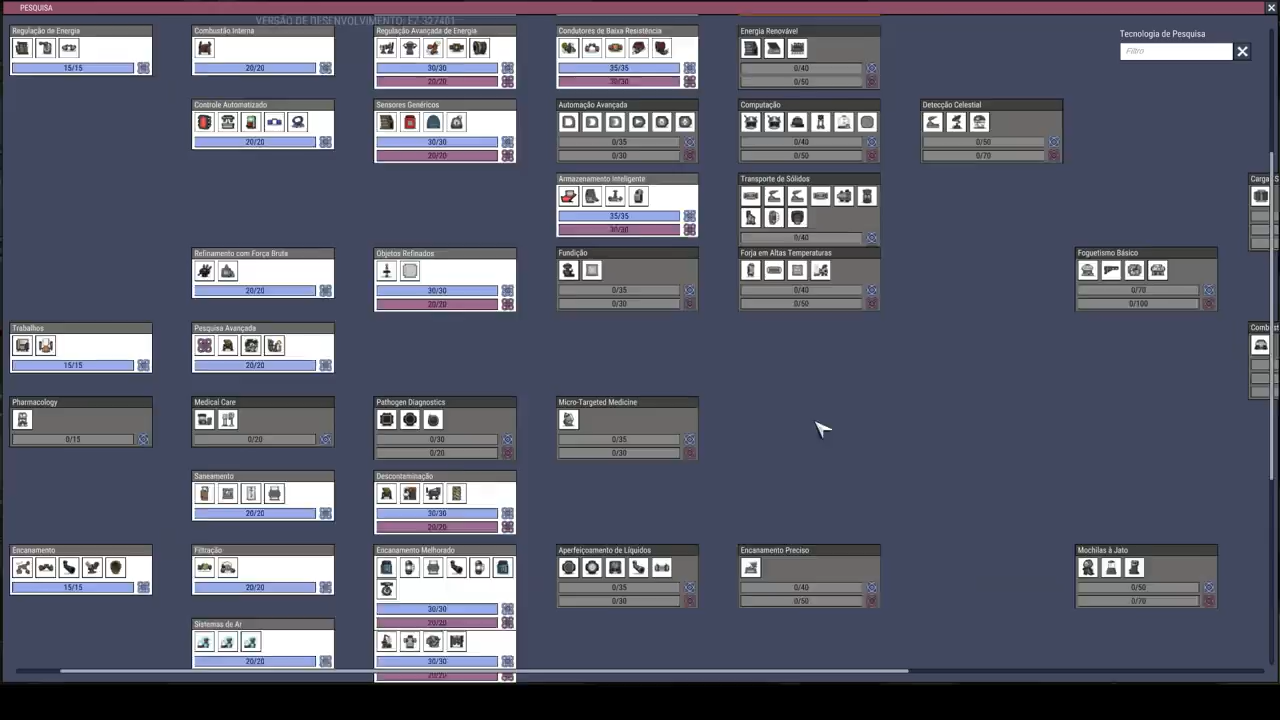 PESQUISA
VERSÃO DE DESENVOLVIMENTO: EZ-327401
Tecnologia de Pesquisa
Filtro
Regulação de Energia
15/15
Combustão Interna
20/20
Regulação Avançada de Energia
30/30
20/20
Condutores de Baixa Resistência
35/35
30/30
Energia Renovável
0/40
0/50
Controle Automatizado
20/20
Sensores Genéricos
30/30
20/20
Automação Avançada
0/35
0/30
Computação
0/40
0/50
Detecção Celestial
0/50
0/70
Armazenamento Inteligente
35/35
30/30
Transporte de Sólidos
0/40
Refinamento com Força Bruta
20/20
Objetos Refinados
30/30
20/20
Fundição
0/35
0/30
Forja em Altas Temperaturas
0/40
0/50
Foguetismo Básico
0/70
0/100
Trabalhos
15/15
Pesquisa Avançada
20/20
Pharmacology
0/15
Medical Care
0/20
Pathogen Diagnostics
0/30
0/20
Micro-Targeted Medicine
0/35
0/30
Saneamento
20/20
Descontaminação
30/30
20/20
Encanamento
15/15
Filtração
20/20
Encanamento Melhorado
30/30
20/20
Aperfeiçoamento de Líquidos
0/35
0/30
Encanamento Preciso
0/40
0/50
Mochilas à Jato
0/50
0/70
Sistemas de Ar
20/20
30/30
20/20